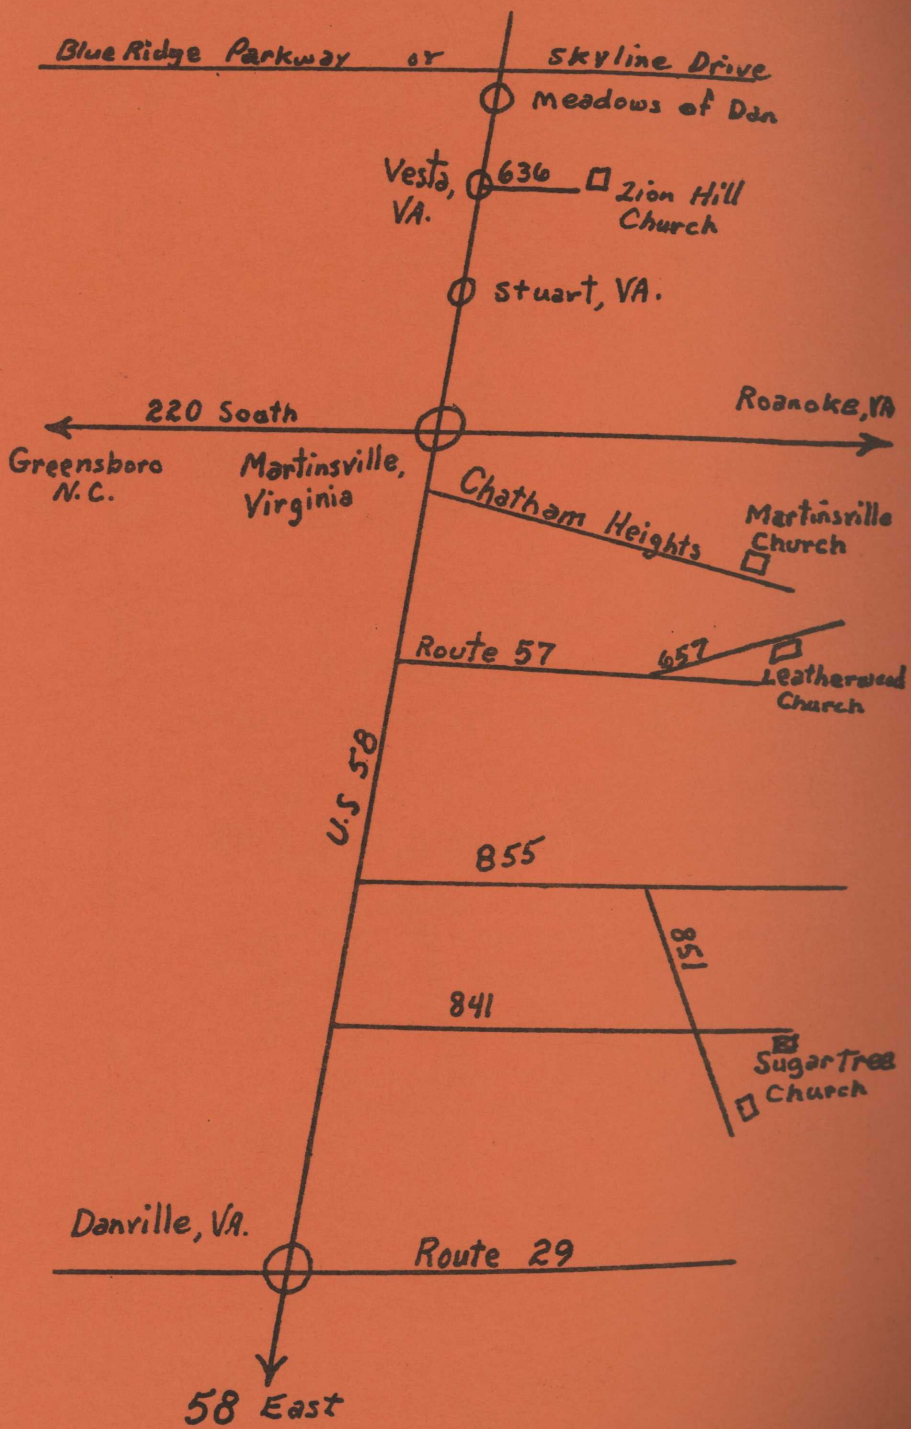 Blue Ridge Parkway or Skyline Drive
Meadows of Dan
Vesta,
VA.
636
Zion Hill
Church
Stuart, VA.
220 South
Roanoke, VA
Greensboro
N.C.
Martinsville,
Virginia
Chatham Heights
Martinsville
Church
Route 57
657
Leatherwood
Church
U.S 58
855
851
841
Sugar Tree
Church
Danville, VA.
Route 29
58 East